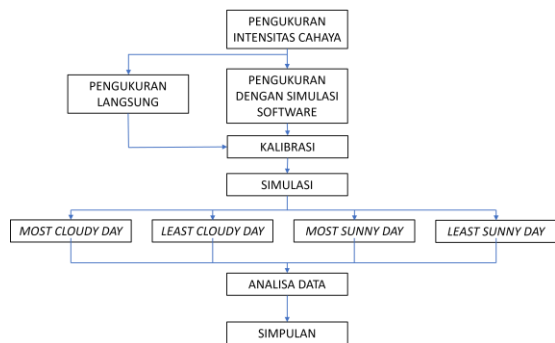 PENGUKURAN
INTENSITAS CAHAYA
PENGUKURAN
LANGSUNG
PENGUKURAN
DENGAN SIMULASI
SOFTWARE
KALIBRASI
SIMULASI
MOST CLOUDY DAY
LEAST CLOUDY DAY
MOST SUNNY DAY
LEAST SUNNY DAY
ANALISA DATA
SIMPULAN